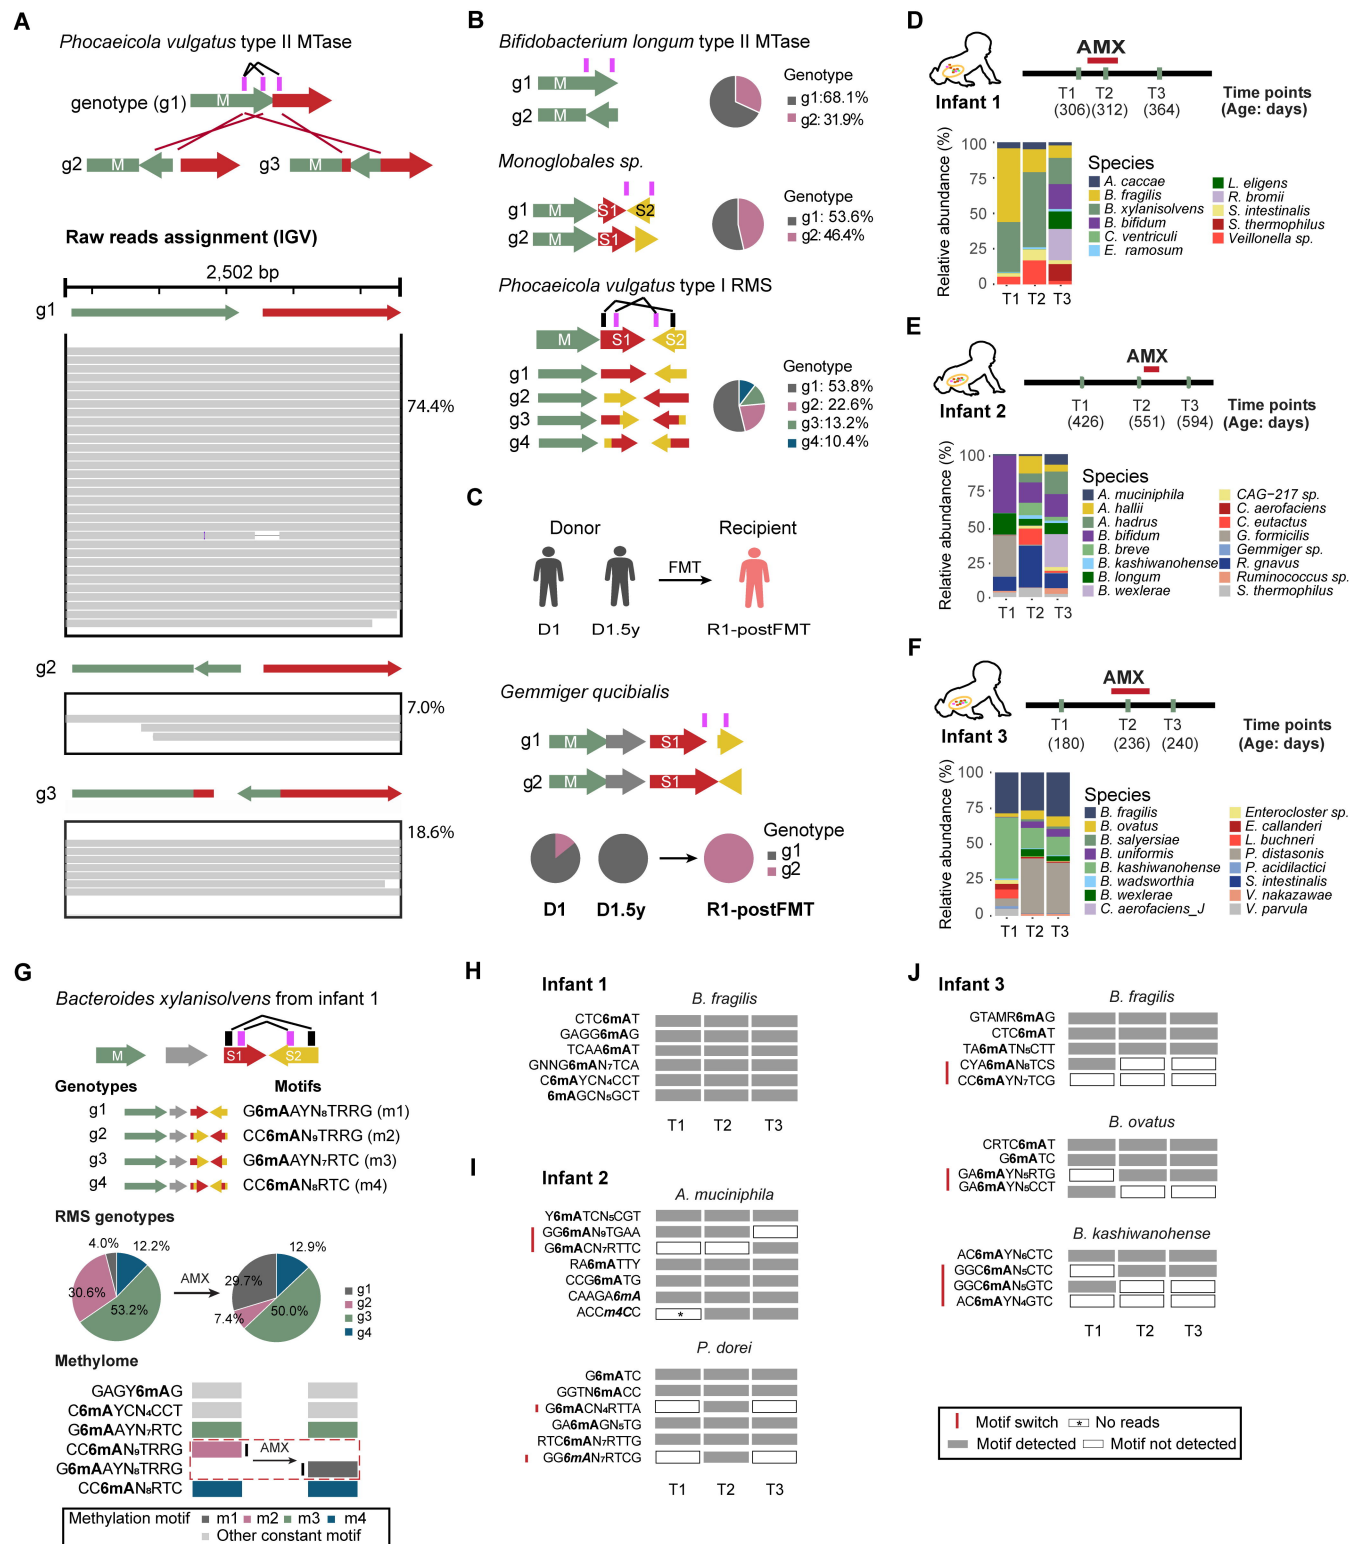 A
Phocaeicola vulgatus type II MTase
genotype (g1)
M
g2
M
g3
M
Raw reads assignment (IGV)
2,502 bp
g1
74.4%
g2
7.0%
g3
18.6%
B
Bifidobacterium longum type II MTase
g1
M
g2
M
Genotype
g1:68.1%
g2: 31.9%
Monoglobales sp.
g1
M
S1
S2
g2
M
S1
Genotype
g1: 53.6%
g2: 46.4%
Phocaeicola vulgatus type I RMS
M
S1
S2
g1
g2
g3
g4
Genotype
g1: 53.8%
g2: 22.6%
g3:13.2%
g4:10.4%
C
Donor
Recipient
FMT
D1
D1.5y
R1-postFMT
Gemmiger qucibialis
g1
M
S1
g2
M
S1
Genotype
g1
g2
D1
D1.5y
R1-postFMT
D
Infant 1
AMX
T1 T2 T3
(306)(312) (364)
Time points
(Age: days)
Relative abundance (%)
100
75
50
25
0
T1 T2 T3
Species
A. caccae
B. fragilis
B. xylanisolvens
B. bifidum
C. ventriculi
E. ramosum
L. eligens
R. bromii
S. intestinalis
S. thermophilus
Veillonella sp.
E
Infant 2
AMX
T1 T2 T3
(426) (551) (594)
Time points
(Age: days)
Relative abundance (%)
100
75
50
25
0
T1 T2 T3
Species
A. muciniphila
A. hallii
A. hadrus
B. bifidum
B. breve
B. kashiwanohense
B. longum
B. wexlerae
CAG−217 sp.
C. aerofaciens
C. eutactus
G. formicilis
Gemmiger sp.
R. gnavus
Ruminococcus sp.
S. thermophilus
F
Infant 3
AMX
T1 T2 T3
(180) (236) (240)
Time points
(Age: days)
Relative abundance (%)
100
75
50
25
0
T1 T2 T3
Species
B. fragilis
B. ovatus
B. salyersiae
B. uniformis
B. kashiwanohense
B. wadsworthia
B. wexlerae
C. aerofaciens_J
Enterocloster sp.
E. callanderi
L. buchneri
P. distasonis
P. acidilactici
S. intestinalis
V. nakazawae
V. parvula
G
Bacteroides xylanisolvens from infant 1
M
S1
S2
Genotypes
Motifs
g1
G6mAAYN₈TRRG (m1)
g2
CC6mAN₉TRRG (m2)
g3
G6mAAYN₇RTC (m3)
g4
CC6mAN₈RTC (m4)
RMS genotypes
4.0%
12.2%
30.6%
53.2%
AMX
12.9%
29.7%
7.4%
50.0%
g1
g2
g3
g4
Methylome
GAGY6mAG
C6mAYCN₄CCT
G6mAAYN₇RTC
CC6mAN₉TRRG
AMX
G6mAAYN₈TRRG
CC6mAN₈RTC
Methylation motif m1 m2 m3 m4
Other constant motif
H
Infant 1
B. fragilis
CTC6mAT
GAGG6mAG
TCAA6mAT
GNNG6mAN₇TCA
C6mAYCN₄CCT
6mAGCN₅GCT
T1 T2 T3
I
Infant 2
A. muciniphila
Y6mATCN₅CGT
GG6mAN₉TGAA
G6mACN₇RTTC
RA6mATTY
CCG6mATG
CAAGA6mA
ACCm4CC
*
P. dorei
G6mATC
GGTN6mACC
G6mACN₄RTTA
GA6mAGN₅TG
RTC6mAN₇RTTG
GG6mAN₇RTCG
T1 T2 T3
J
Infant 3
B. fragilis
GTAMR6mAG
CTC6mAT
TA6mATN₅CTT
CYA6mAN₈TCS
CC6mAYN₇TCG
B. ovatus
CRTC6mAT
G6mATC
GA6mAYN₅RTG
GA6mAYN₅CCT
B. kashiwanohense
AC6mAYN₆CTC
GGC6mAN₅CTC
GGC6mAN₅GTC
AC6mAYN₄GTC
T1 T2 T3
Motif switch * No reads
Motif detected Motif not detected